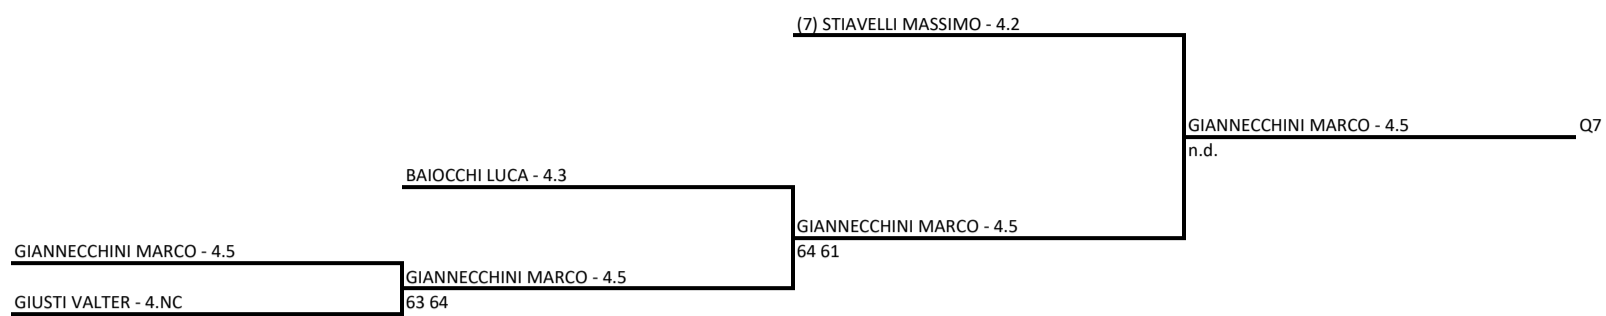 (7) STIAVELLI MASSIMO - 4.2
GIANNECCHINI MARCO - 4.5
Q7
n.d.
BAIOCCHI LUCA - 4.3
GIANNECCHINI MARCO - 4.5
64 61
GIANNECCHINI MARCO - 4.5
GIANNECCHINI MARCO - 4.5
63 64
GIUSTI VALTER - 4.NC